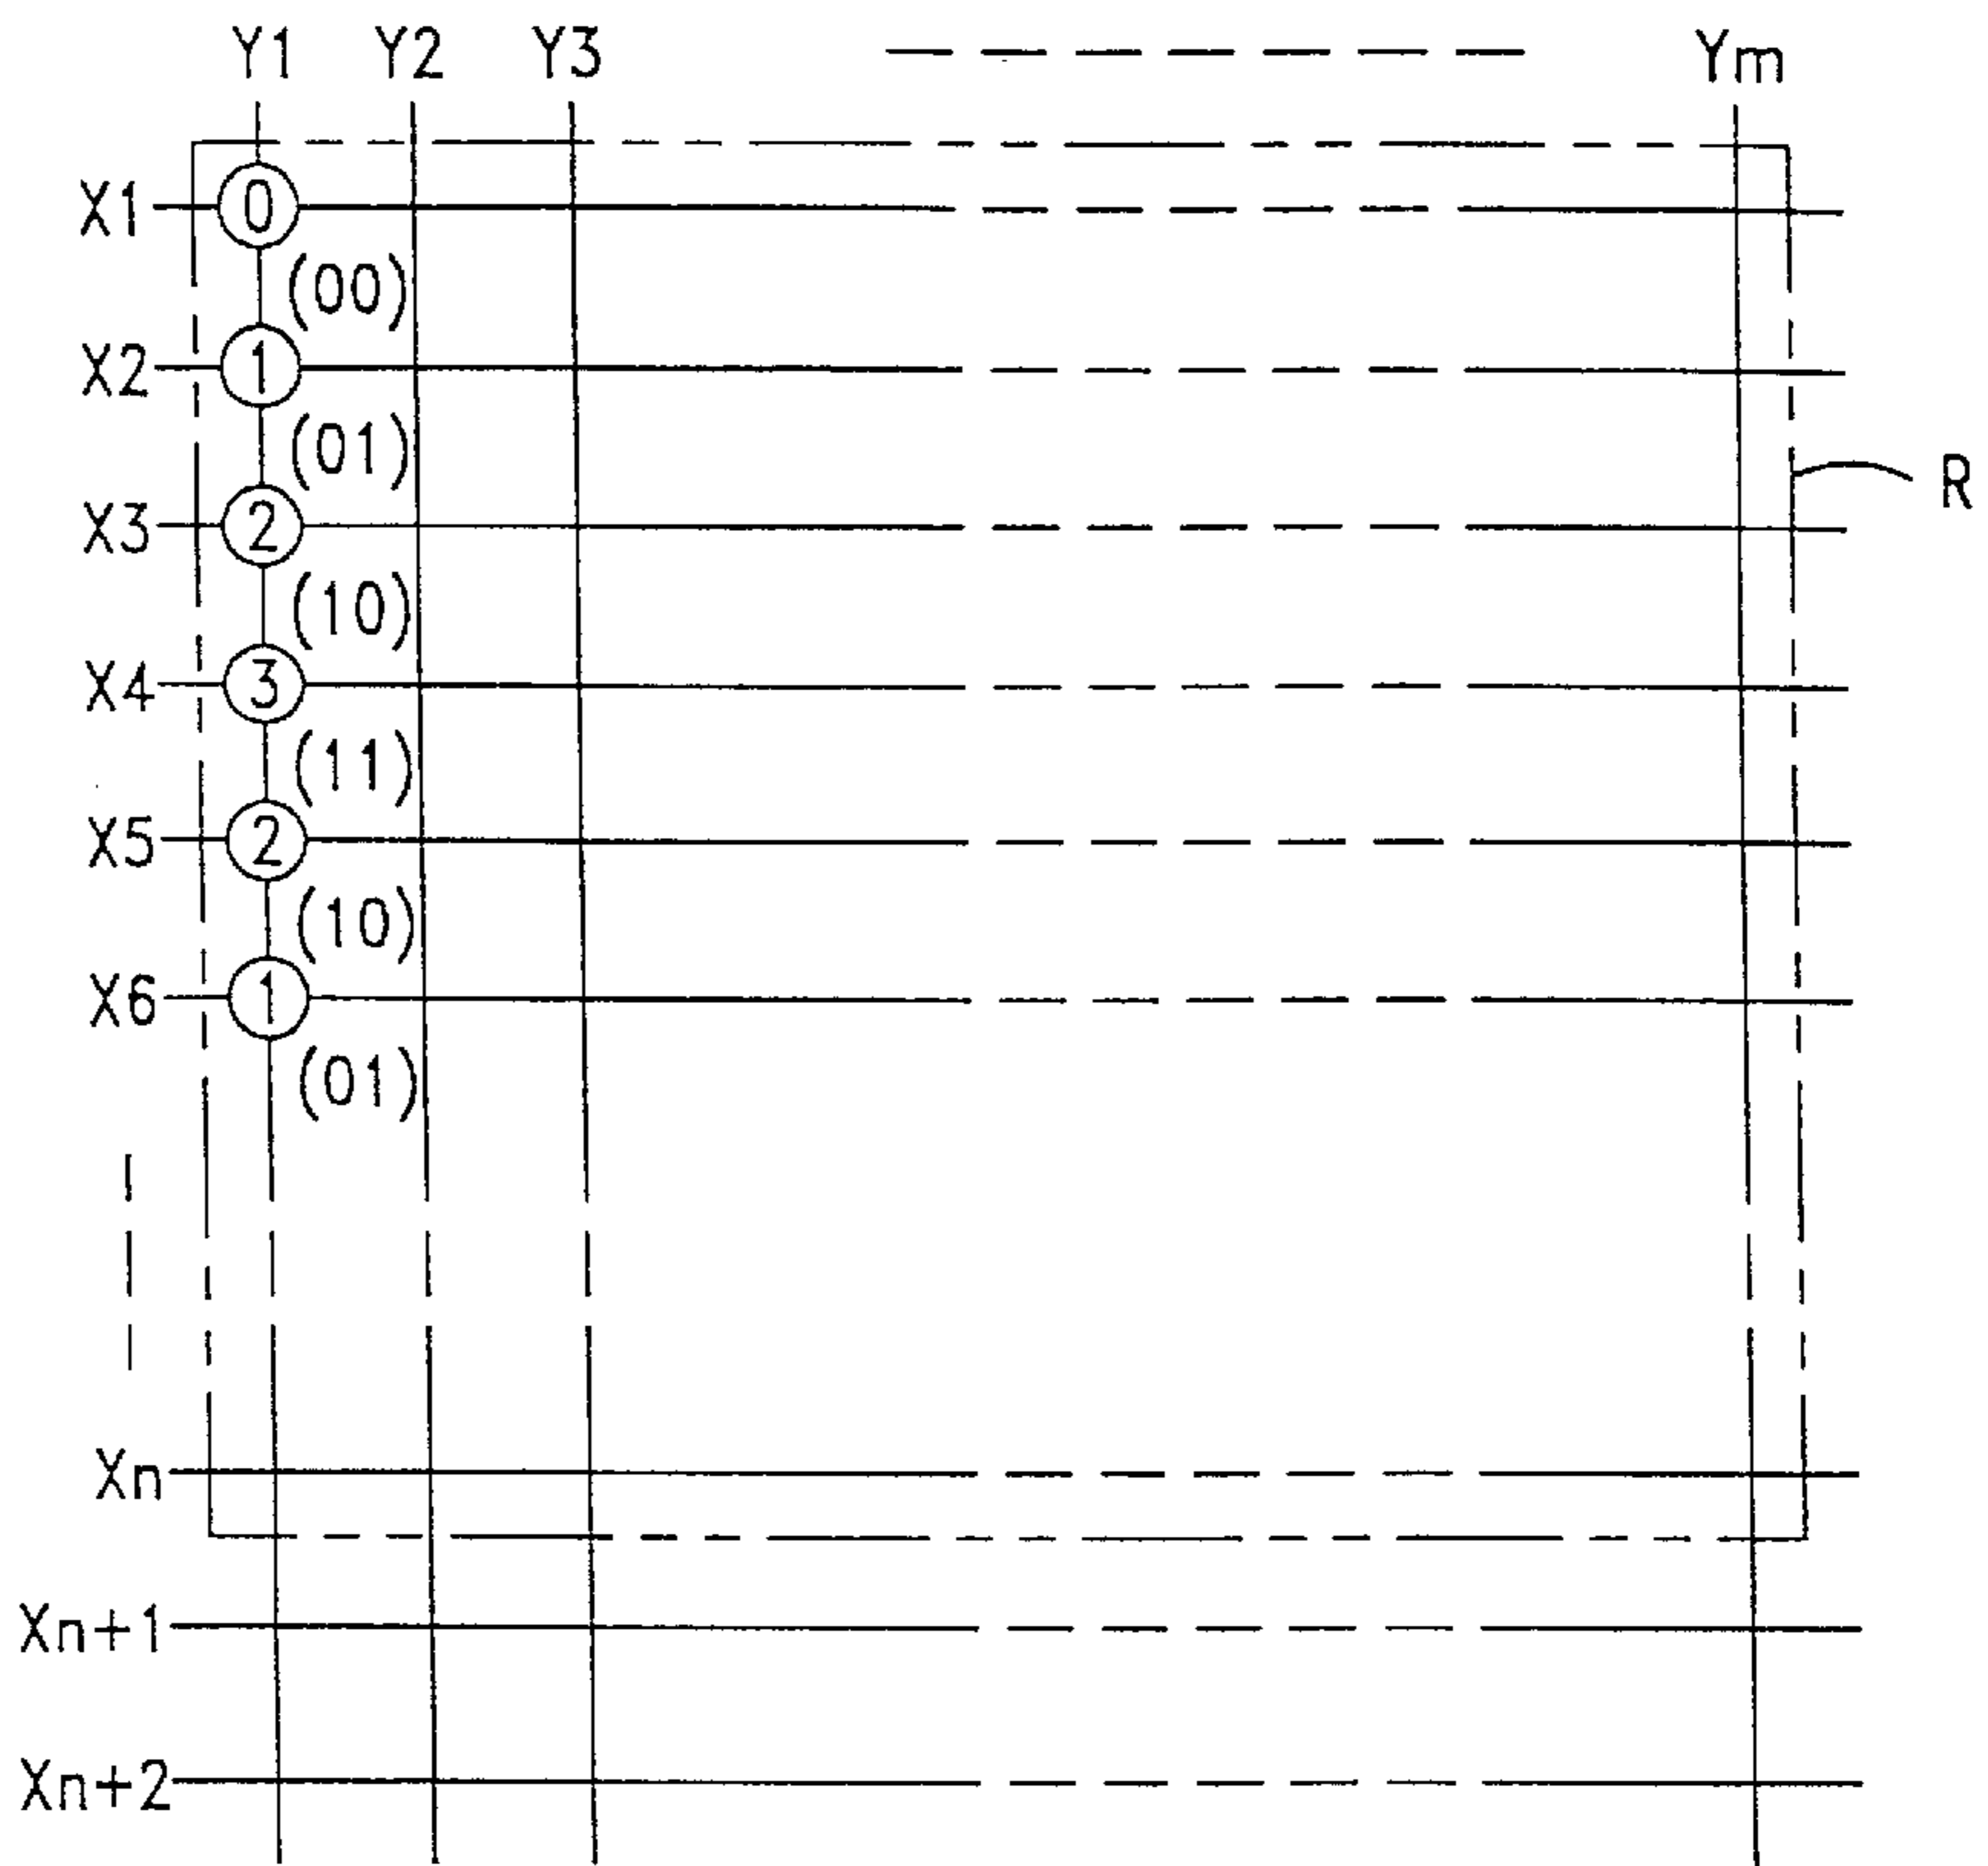 Y1 Y2 Y3 Ym
X1 0
(00)
X2 1
(01)
R
X3 2
(10)
X4 3
(11)
X5 2
(10)
X6 1
(01)
Xn
Xn+1
Xn+2